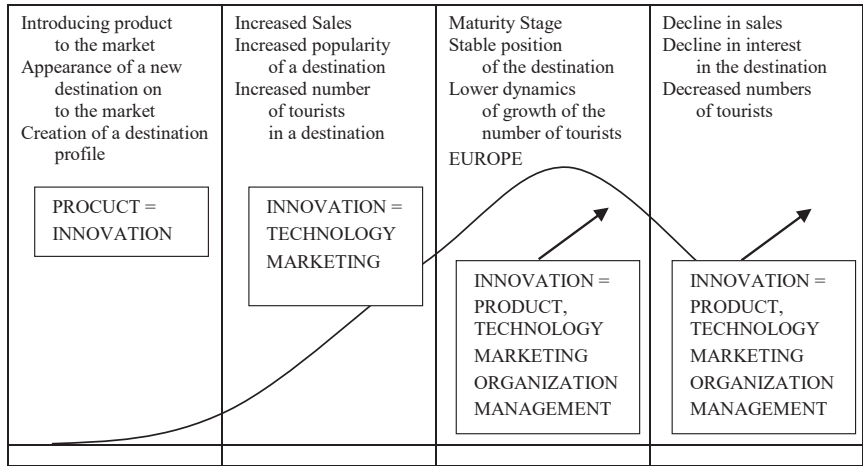 Introducing product
to the market
Appearance of a new
destination on
to the market
Creation of a destination
profile
PROCUCT =
INNOVATION
Increased Sales
Increased popularity
of a destination
Increased number
of tourists
in a destination
INNOVATION =
TECHNOLOGY
MARKETING
Maturity Stage
Stable position
of the destination
Lower dynamics
of growth of the
number of tourists
EUROPE
INNOVATION =
PRODUCT,
TECHNOLOGY
MARKETING
ORGANIZATION
MANAGEMENT
Decline in sales
Decline in interest
in the destination
Decreased numbers
of tourists
INNOVATION =
PRODUCT,
TECHNOLOGY
MARKETING
ORGANIZATION
MANAGEMENT